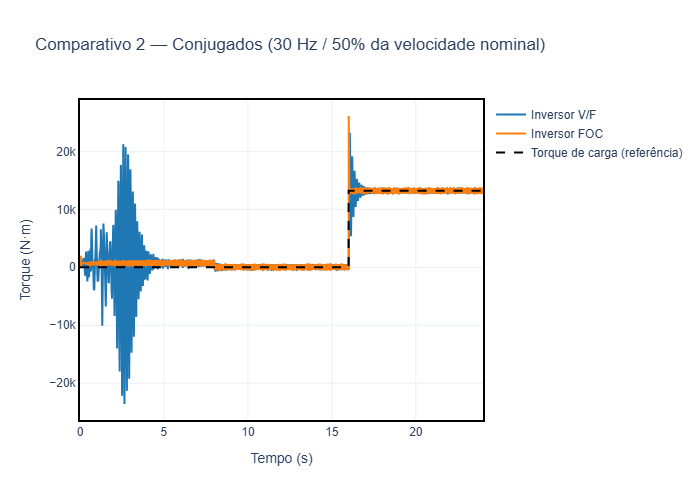 Comparativo 2 — Conjugados (30 Hz / 50% da velocidade nominal)
Inversor V/F
Inversor FOC
Torque de carga (referência)
Torque (N·m)
20k
10k
0
−10k
−20k
0
5
10
15
20
Tempo (s)